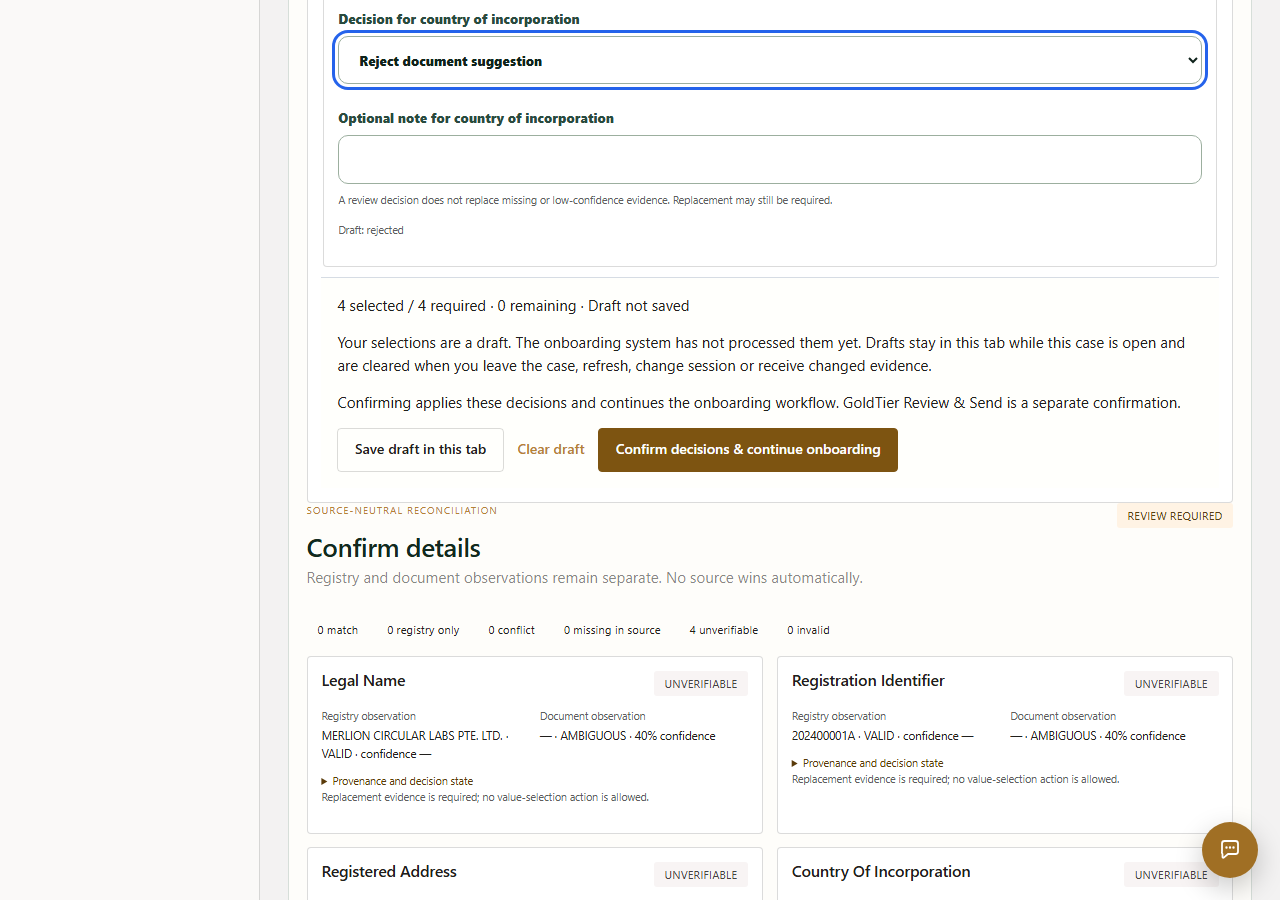 Decision for country of incorporation
Reject document suggestion
Optional note for country of incorporation
A review decision does not replace missing or low-confidence evidence. Replacement may still be required.
Draft: rejected
4 selected / 4 required · 0 remaining · Draft not saved
Your selections are a draft. The onboarding system has not processed them yet. Drafts stay in this tab while this case is open and
are cleared when you leave the case, refresh, change session or receive changed evidence.
Confirming applies these decisions and continues the onboarding workflow. GoldTier Review & Send is a separate confirmation.
Save draft in this tab
Clear draft
Confirm decisions & continue onboarding
SOURCE-NEUTRAL RECONCILIATION
REVIEW REQUIRED
Confirm details
Registry and document observations remain separate. No source wins automatically.
0 match
0 registry only
0 conflict
0 missing in source
4 unverifiable
0 invalid
Legal Name
UNVERIFIABLE
Registry observation
MERLION CIRCULAR LABS PTE. LTD. ·
VALID · confidence —
Document observation
— · AMBIGUOUS · 40% confidence
Provenance and decision state
Replacement evidence is required; no value-selection action is allowed.
Registration Identifier
UNVERIFIABLE
Registry observation
202400001A · VALID · confidence —
Document observation
— · AMBIGUOUS · 40% confidence
Provenance and decision state
Replacement evidence is required; no value-selection action is allowed.
Registered Address
UNVERIFIABLE
Country Of Incorporation
UNVERIFIABLE